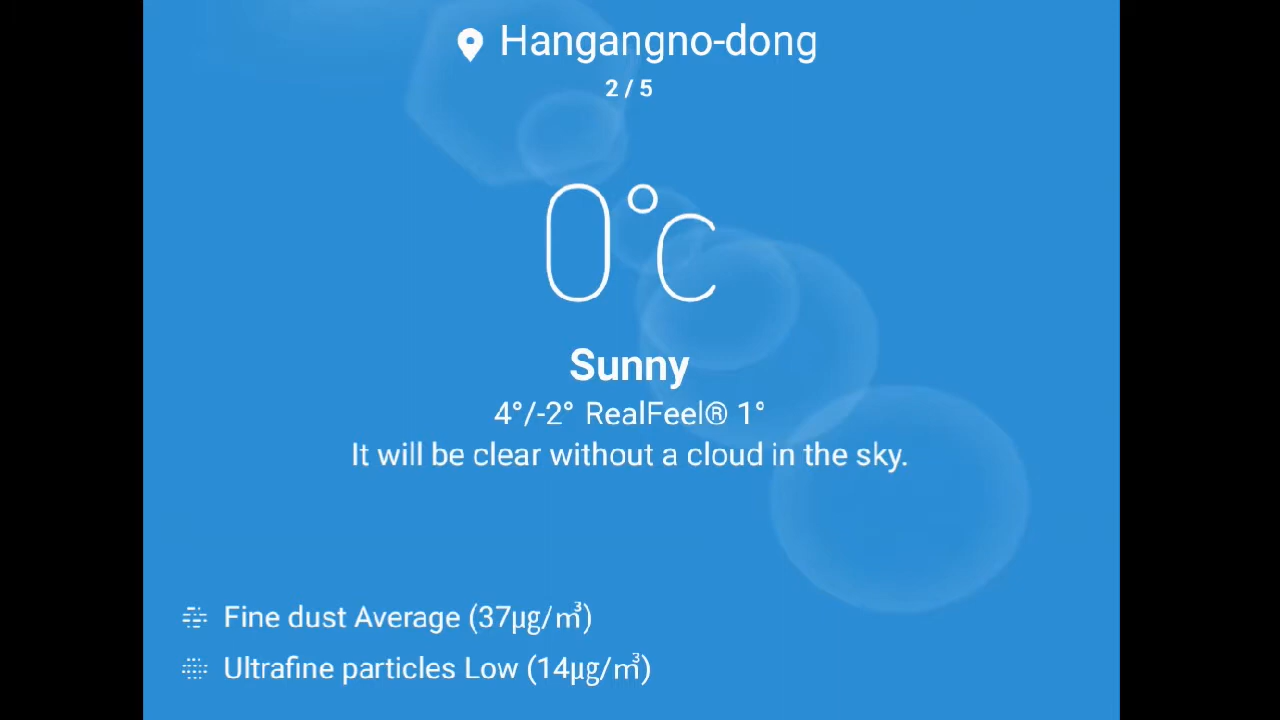 Hangangno-dong
2 / 5
0°C
Sunny
4°/-2° RealFeel® 1°
It will be clear without a cloud in the sky.
Fine dust Average (37μg/㎥)
Ultrafine particles Low (14μg/㎥)